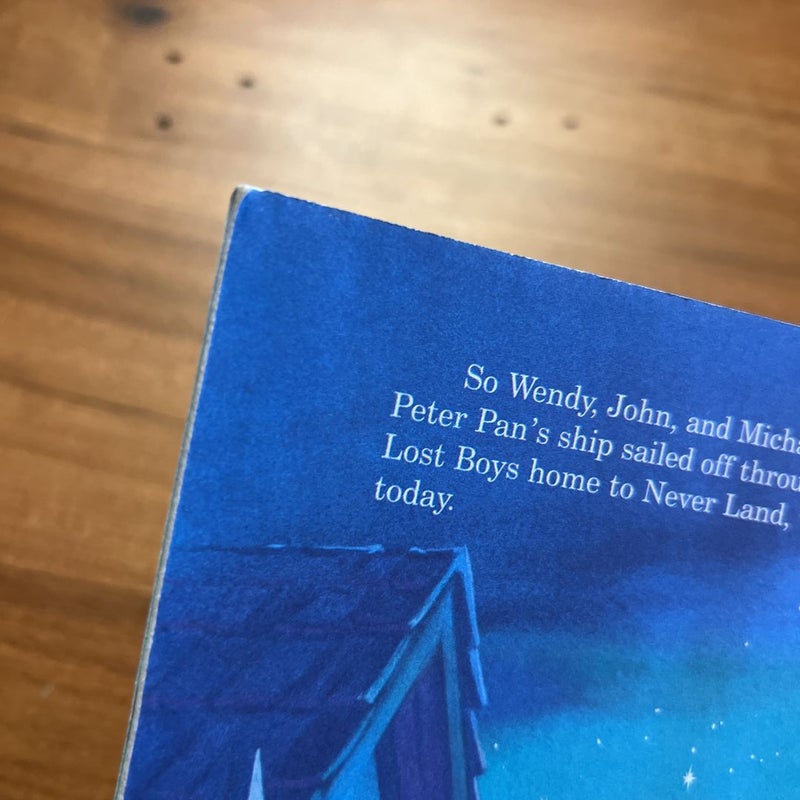 So Wendy, John, and Micha
Peter Pan's ship sailed off throu
Lost Boys home to Never Land,
today.